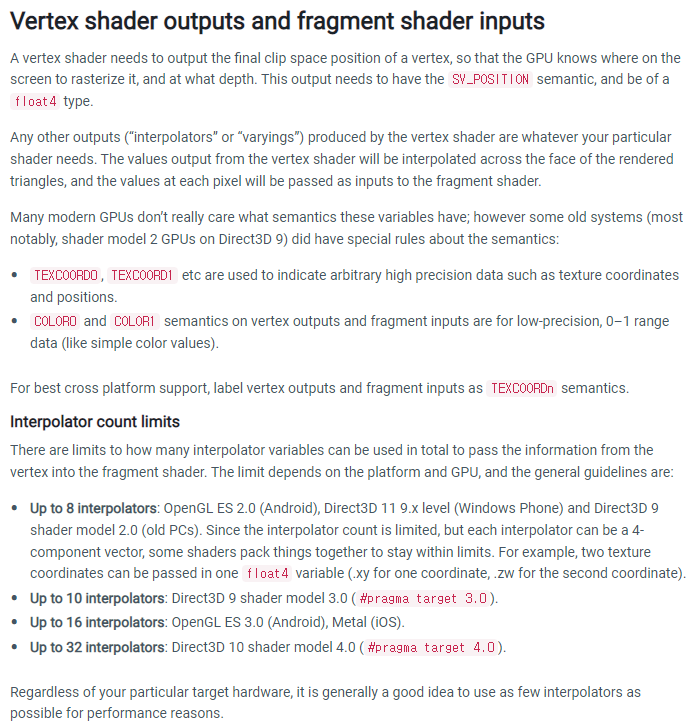 Vertex shader outputs and fragment shader inputs
A vertex shader needs to output the final clip space position of a vertex, so that the GPU knows where on the
screen to rasterize it, and at what depth. This output needs to have the SV_POSITION semantic, and be of a
float4 type.
Any other outputs (“interpolators” or “varyings”) produced by the vertex shader are whatever your particular
shader needs. The values output from the vertex shader will be interpolated across the face of the rendered
triangles, and the values at each pixel will be passed as inputs to the fragment shader.
Many modern GPUs don’t really care what semantics these variables have; however some old systems (most
notably, shader model 2 GPUs on Direct3D 9) did have special rules about the semantics:
• TEXCOORD0, TEXCOORD1 etc are used to indicate arbitrary high precision data such as texture coordinates
and positions.
• COLOR0 and COLOR1 semantics on vertex outputs and fragment inputs are for low-precision, 0–1 range
data (like simple color values).
For best cross platform support, label vertex outputs and fragment inputs as TEXCOORDn semantics.
Interpolator count limits
There are limits to how many interpolator variables can be used in total to pass the information from the
vertex into the fragment shader. The limit depends on the platform and GPU, and the general guidelines are:
• Up to 8 interpolators: OpenGL ES 2.0 (Android), Direct3D 11 9.x level (Windows Phone) and Direct3D 9
shader model 2.0 (old PCs). Since the interpolator count is limited, but each interpolator can be a 4-
component vector, some shaders pack things together to stay within limits. For example, two texture
coordinates can be passed in one float4 variable (.xy for one coordinate, .zw for the second coordinate).
• Up to 10 interpolators: Direct3D 9 shader model 3.0 (#pragma target 3.0).
• Up to 16 interpolators: OpenGL ES 3.0 (Android), Metal (iOS).
• Up to 32 interpolators: Direct3D 10 shader model 4.0 (#pragma target 4.0).
Regardless of your particular target hardware, it is generally a good idea to use as few interpolators as
possible for performance reasons.